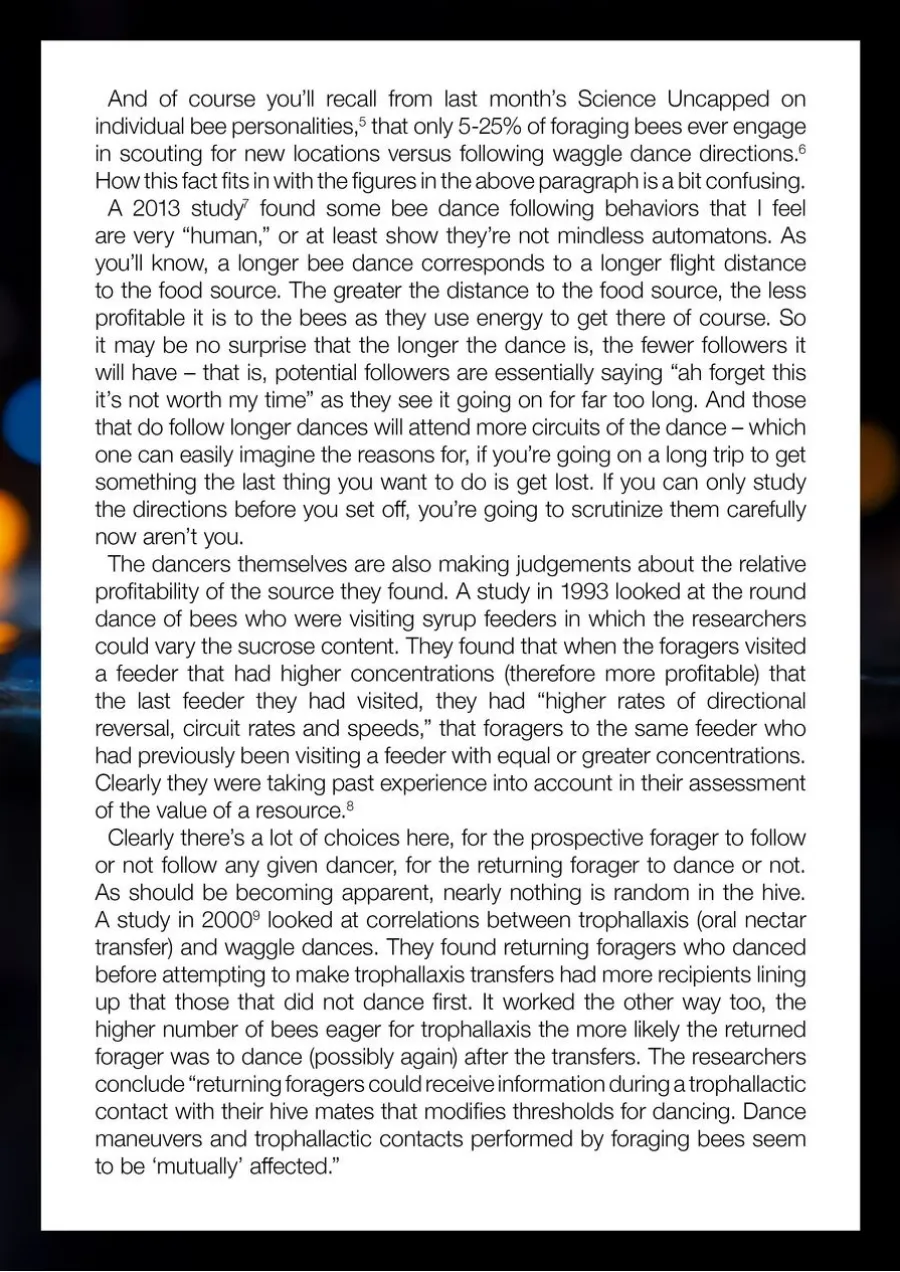 And of course you’ll recall from last month’s Science Uncapped on
individual bee personalities,⁵ that only 5-25% of foraging bees ever engage
in scouting for new locations versus following waggle dance directions.⁶
How this fact fits in with the figures in the above paragraph is a bit confusing.
A 2013 study⁷ found some bee dance following behaviors that I feel
are very “human,” or at least show they’re not mindless automatons. As
you’ll know, a longer bee dance corresponds to a longer flight distance
to the food source. The greater the distance to the food source, the less
profitable it is to the bees as they use energy to get there of course. So
it may be no surprise that the longer the dance is, the fewer followers it
will have – that is, potential followers are essentially saying “ah forget this
it’s not worth my time” as they see it going on for far too long. And those
that do follow longer dances will attend more circuits of the dance – which
one can easily imagine the reasons for, if you’re going on a long trip to get
something the last thing you want to do is get lost. If you can only study
the directions before you set off, you’re going to scrutinize them carefully
now aren’t you.
The dancers themselves are also making judgements about the relative
profitability of the source they found. A study in 1993 looked at the round
dance of bees who were visiting syrup feeders in which the researchers
could vary the sucrose content. They found that when the foragers visited
a feeder that had higher concentrations (therefore more profitable) that
the last feeder they had visited, they had “higher rates of directional
reversal, circuit rates and speeds,” that foragers to the same feeder who
had previously been visiting a feeder with equal or greater concentrations.
Clearly they were taking past experience into account in their assessment
of the value of a resource.⁸
Clearly there’s a lot of choices here, for the prospective forager to follow
or not follow any given dancer, for the returning forager to dance or not.
As should be becoming apparent, nearly nothing is random in the hive.
A study in 2000⁹ looked at correlations between trophallaxis (oral nectar
transfer) and waggle dances. They found returning foragers who danced
before attempting to make trophallaxis transfers had more recipients lining
up that those that did not dance first. It worked the other way too, the
higher number of bees eager for trophallaxis the more likely the returned
forager was to dance (possibly again) after the transfers. The researchers
conclude “returning foragers could receive information during a trophallactic
contact with their hive mates that modifies thresholds for dancing. Dance
maneuvers and trophallactic contacts performed by foraging bees seem
to be ‘mutually’ affected.”